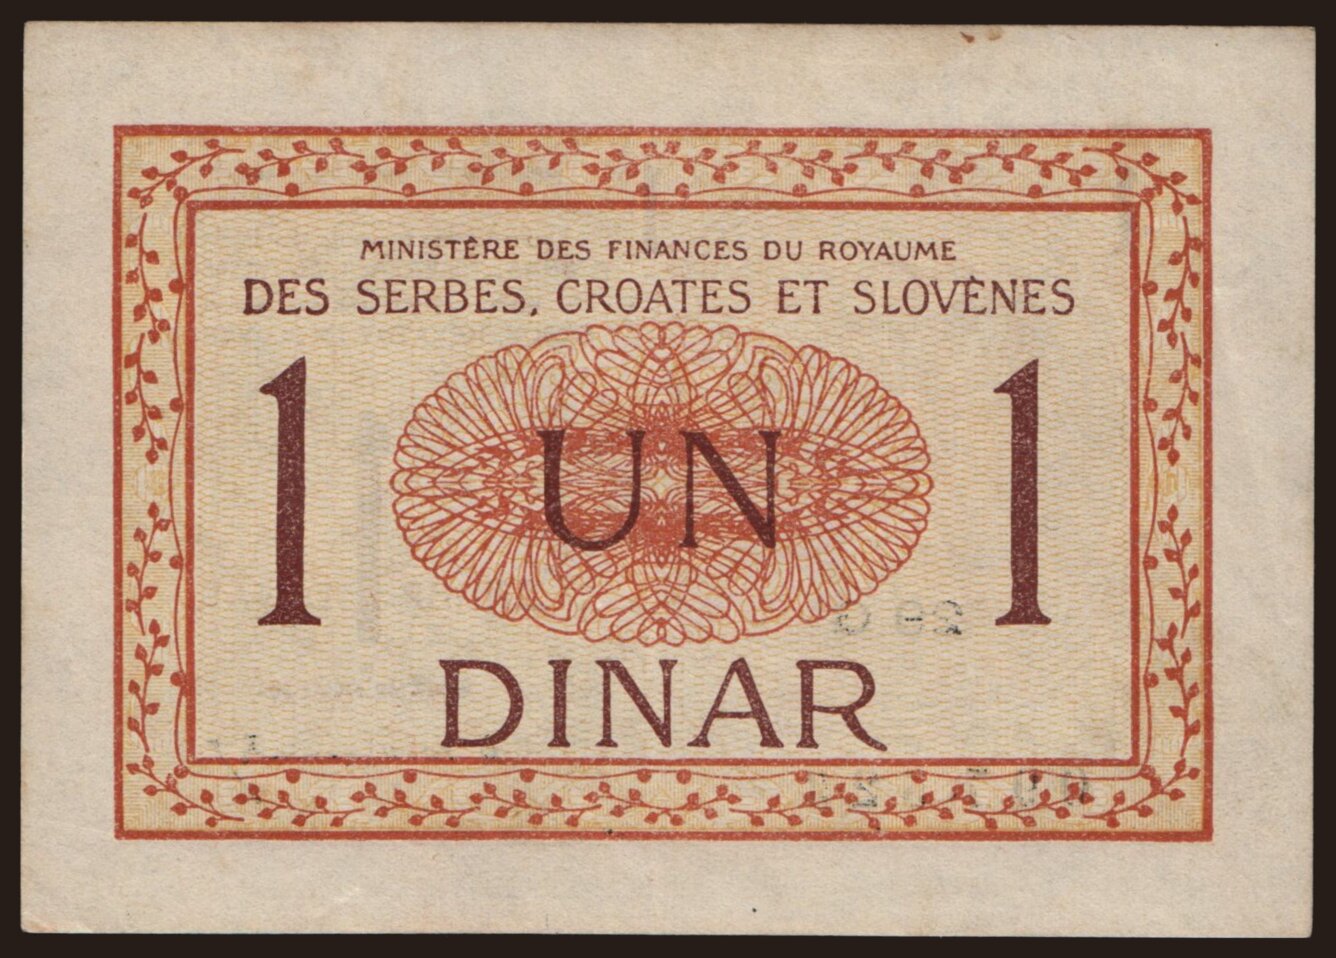 MINISTÈRE DES FINANCES DU ROYAUME
DES SERBES, CROATES ET SLOVÈNES
1 UN 1
DINAR